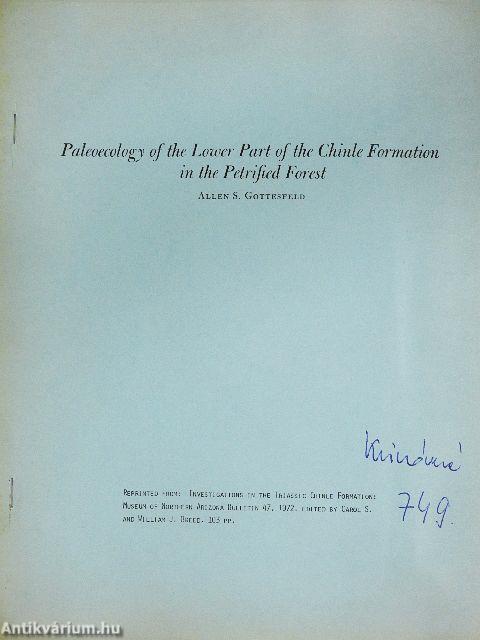 Paleoecology of the Lower Part of the Chinle Formation
in the Petrified Forest
Allen S. Gottesfeld
Reprinted from: Investigations in the Triassic Chinle Formation:
Museum of Northern Arizona Bulletin 47, 1972, edited by Carol S.
and William J. Breed, 103 pp.
749.
Antikvárium.hu